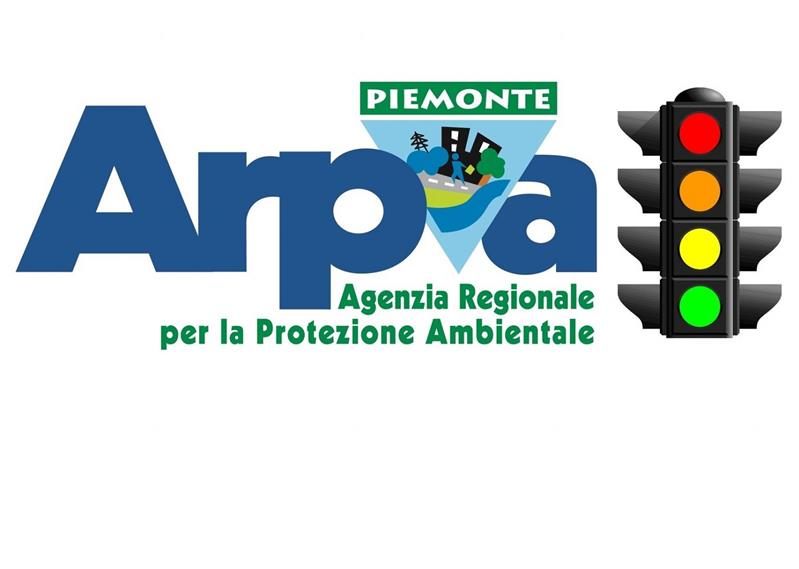 PIEMONTE
Arpa
Agenzia Regionale
per la Protezione Ambientale